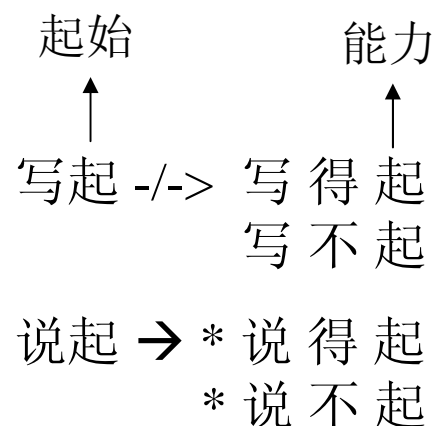 起始 能力
写起 -/-> 写 得 起
写 不 起
说起 → * 说 得 起
* 说 不 起